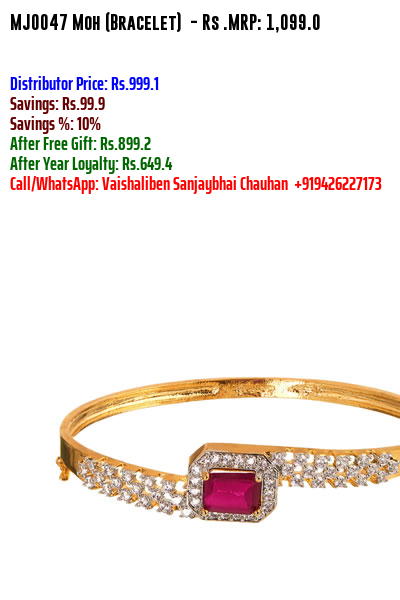 MJ0047 Moh (Bracelet) - Rs .MRP: 1,099.0
Distributor Price: Rs.999.1
Savings: Rs.99.9
Savings %: 10%
After Free Gift: Rs.899.2
After Year Loyalty: Rs.649.4
Call/WhatsApp: Vaishaliben Sanjaybhai Chauhan +919426227173